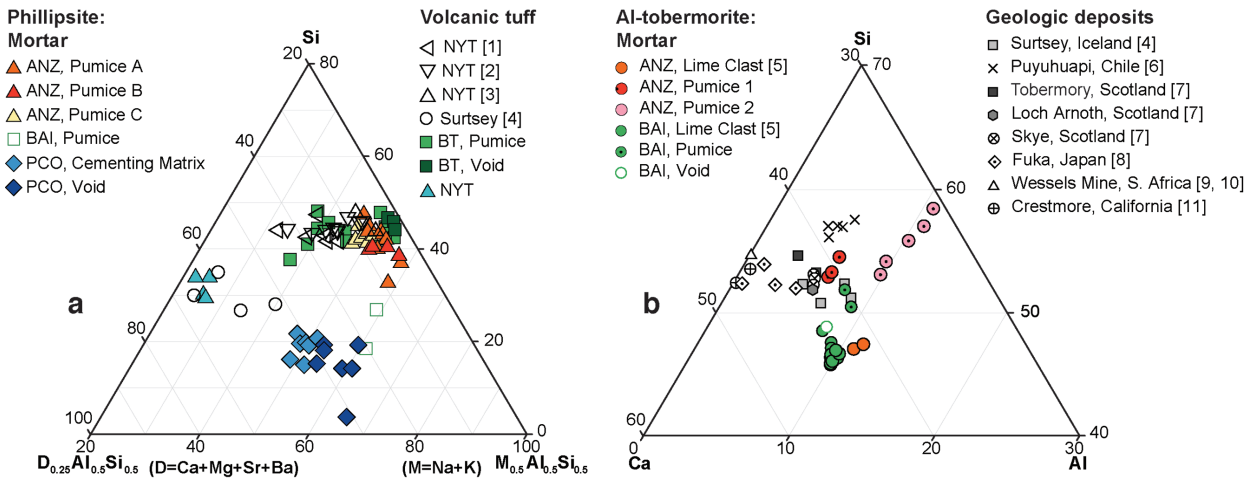 Phillipsite:
Mortar
ANZ, Pumice A
ANZ, Pumice B
ANZ, Pumice C
BAI, Pumice
PCO, Cementing Matrix
PCO, Void
Volcanic tuff
NYT [1]
NYT [2]
NYT [3]
Surtsey [4]
BT, Pumice
BT, Void
NYT
Si
20
80
40
60
60
40
80
20
100
0
20
40
60
80
100
a
D0.25Al0.5Si0.5
(D=Ca+Mg+Sr+Ba)
(M=Na+K)
M0.5Al0.5Si0.5
Al-tobermorite:
Mortar
ANZ, Lime Clast [5]
ANZ, Pumice 1
ANZ, Pumice 2
BAI, Lime Clast [5]
BAI, Pumice
BAI, Void
Geologic deposits
Surtsey, Iceland [4]
Puyuhuapi, Chile [6]
Tobermory, Scotland [7]
Loch Arnoth, Scotland [7]
Skye, Scotland [7]
Fuka, Japan [8]
Wessels Mine, S. Africa [9, 10]
Crestmore, California [11]
Si
30
70
40
60
50
50
60
40
0
10
20
30
b
Ca
Al